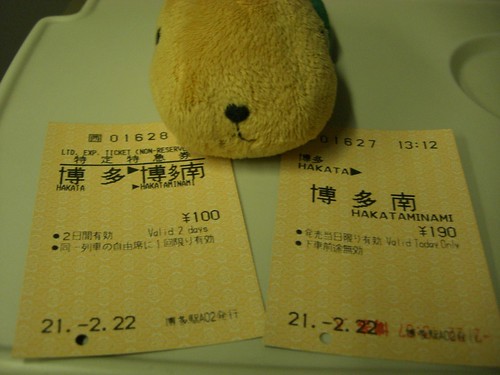 01628
LTD. EXP. TICKET (NON-RESERVE
特定特急券
博多▶博多南
HAKATA ▶HAKATAMINAMI
¥100
●2日間有効 Valid 2 days
●同一列車の自由席に1回限り有効
21.-2.22 博多駅A02発行
01627 13:12
博多
HAKATA▶
博多南
HAKATAMINAMI
¥190
●発売当日限り有効 Valid Today Only
●下車前途無効
21.-2.22